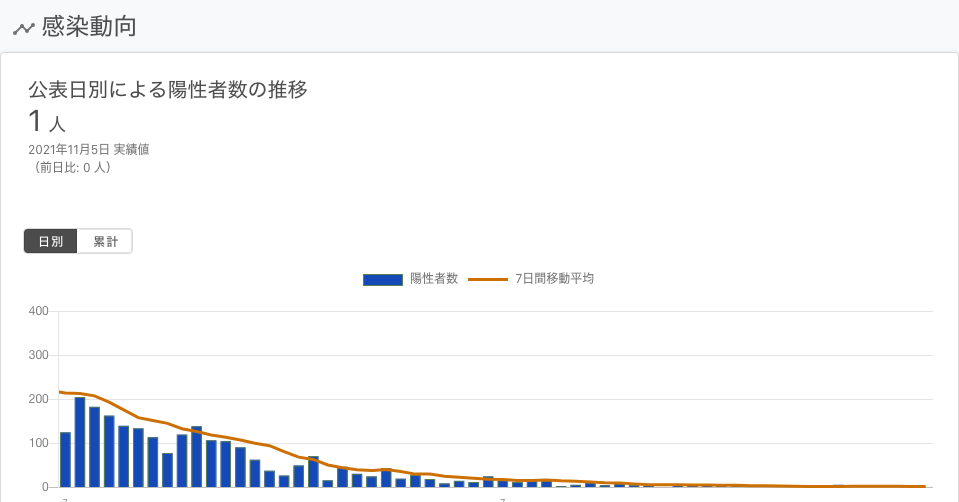 感染動向
公表日別による陽性者数の推移
1 人
2021年11月5日 実績値
（前日比: 0 人）
日別 累計
陽性者数 7日間移動平均
400
300
200
100
0